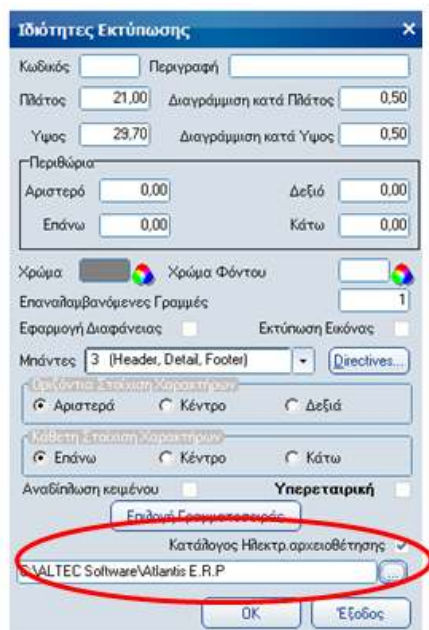 Ιδιότητες Εκτύπωσης
Κωδικός Περιγραφή
Πλάτος 21,00 Διαγράμμιση κατά Πλάτος 0,50
Υψος 29,70 Διαγράμμιση κατά Υψος 0,50
Περιθώρια
Αριστερό 0,00 Δεξιό 0,00
Επάνω 0,00 Κάτω 0,00
Χρώμα Χρώμα Φόντου
Επαναλαμβανόμενες Γραμμές 1
Εφαρμογή Διαφάνειας Εκτύπωση Εικόνας
Μπάντες 3 (Header, Detail, Footer) Directives...
Οριζόντια Στοίχιση Χαρακτήρων
Αριστερά Κέντρο Δεξιά
Κάθετη Στοίχιση Χαρακτήρων
Επάνω Κέντρο Κάτω
Αναδίπλωση κειμένου Υπερεταιρική
Επιλογή Γραμματοσειράς
Κατάλογος Ηλεκτρ.αρχειοθέτησης
\ALTEC Software\Atlantis E.R.P ...
OK Έξοδος